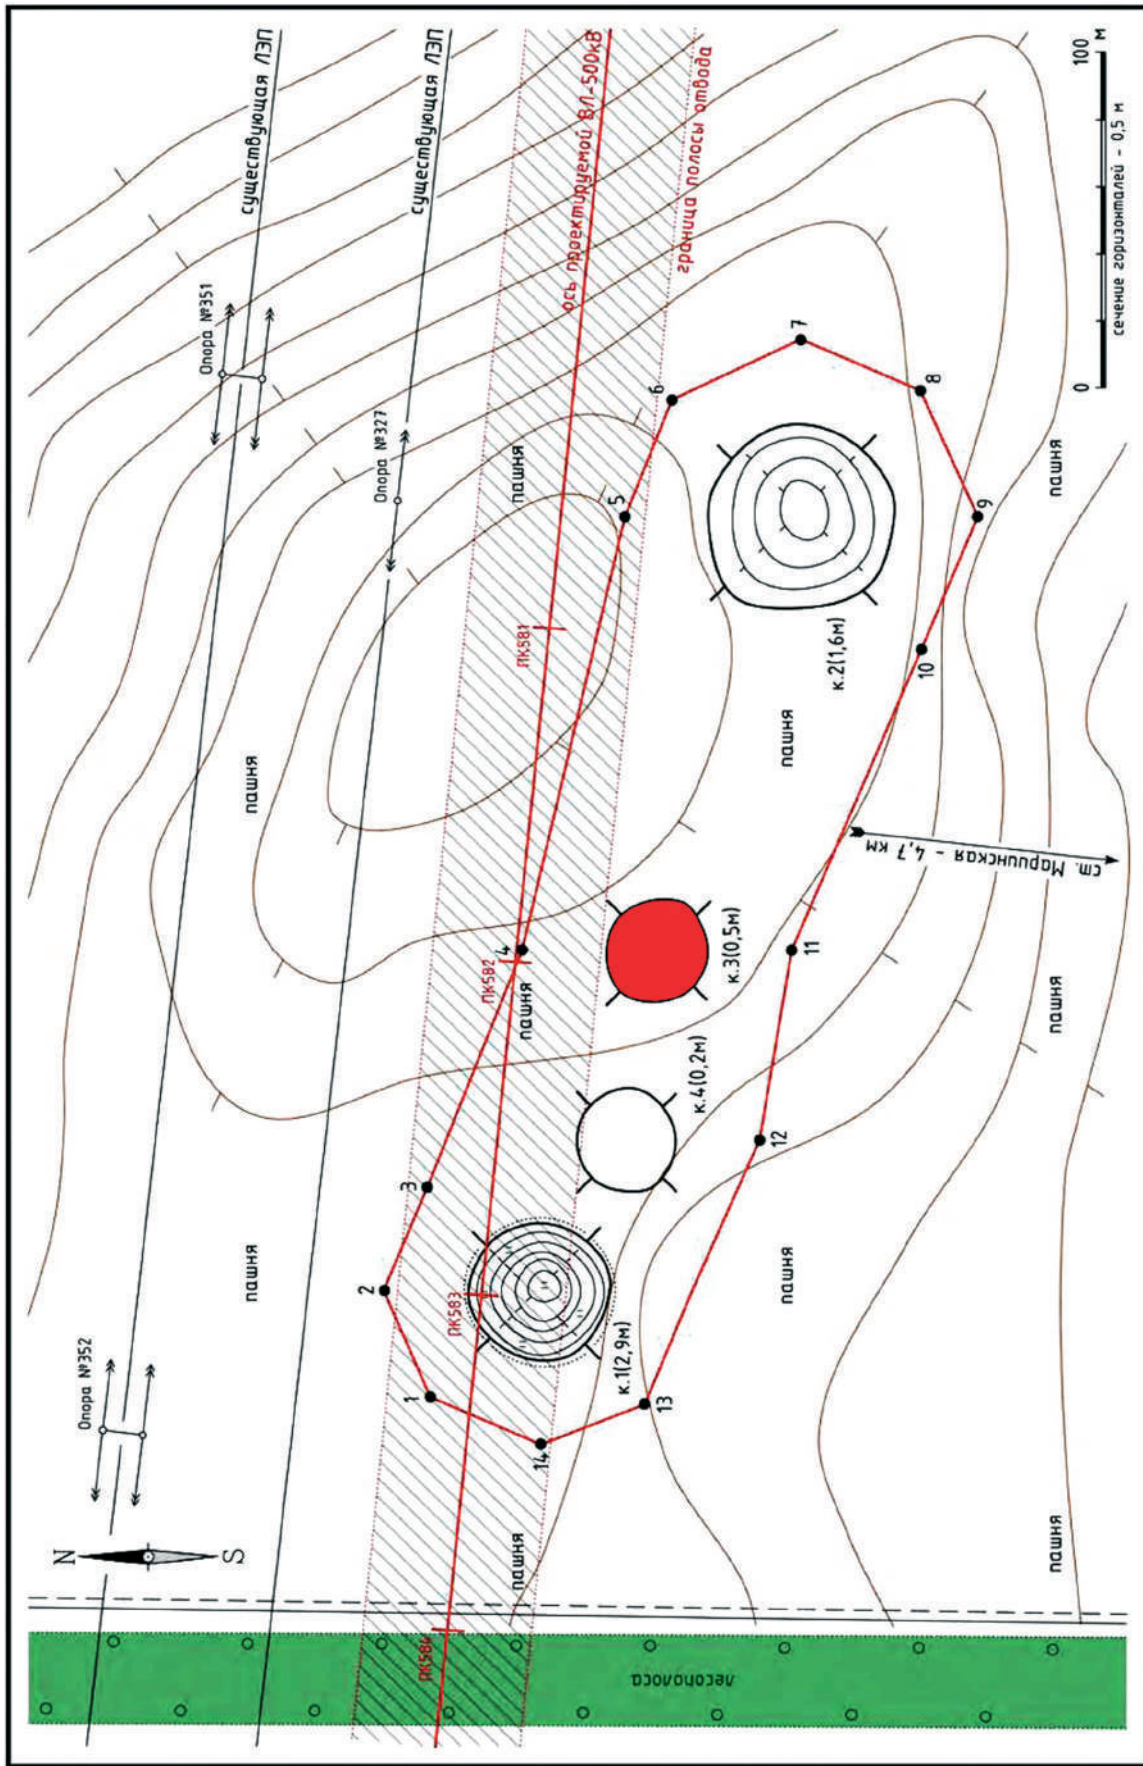 N
S
Опора №352
Опора №351
существующая ЛЭП
Опора №327
существующая ЛЭП
пашня
пашня
пашня
ось проектируемой ВЛ-500кВ
граница полосы отвода
ПК584
ПК583
ПК582
ПК581
1
2
3
4
5
6
7
8
9
10
11
12
13
14
пашня
пашня
к.1(2,9м)
к.4(0,2м)
к.3(0,5м)
к.2(1,6м)
пашня
пашня
лесополоса
ст. Марьинская - 4,7 км
пашня
пашня
пашня
0
100
м
сечение горизонталей - 0,5 м